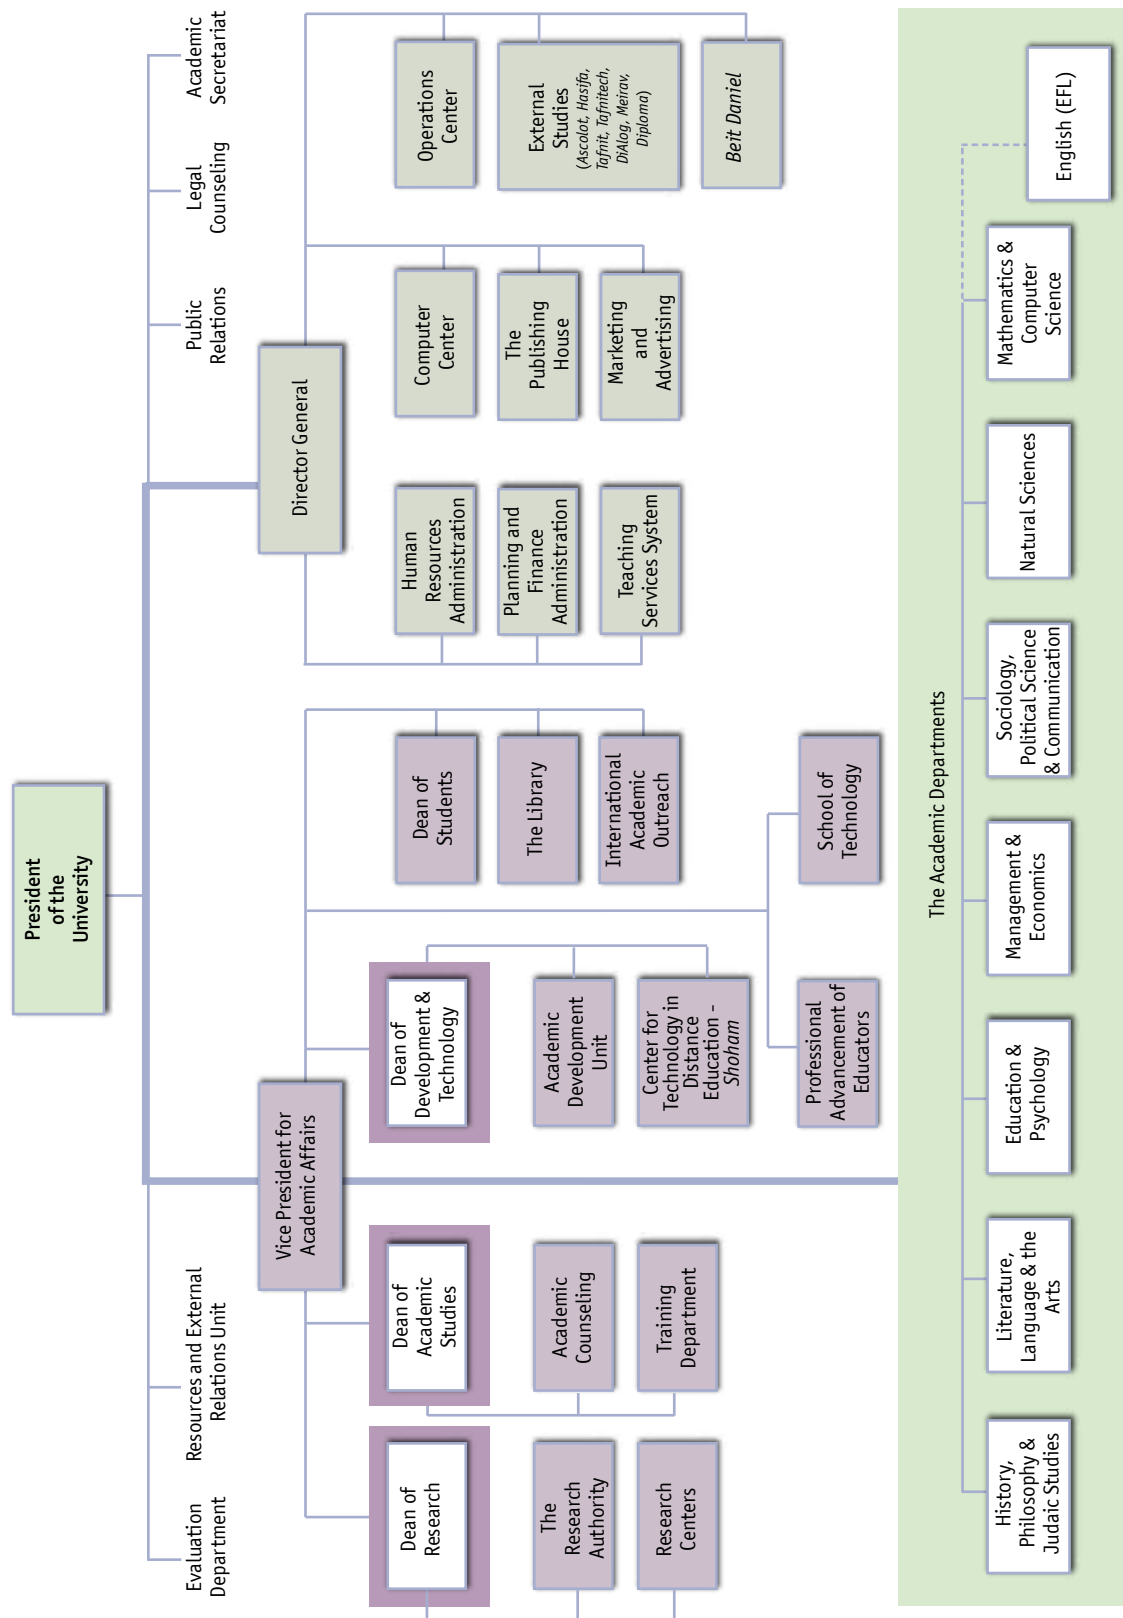 President
of the
University
Evaluation
Department
Resources and External
Relations Unit
Public
Relations
Legal
Counseling
Academic
Secretariat
Vice President for
Academic Affairs
Director General
Dean of
Research
The
Research
Authority
Research
Centers
Dean of
Academic
Studies
Academic
Counseling
Training
Department
Dean of
Development &
Technology
Academic
Development
Unit
Center for
Technology in
Distance
Education –
Shoham
Professional
Advancement of
Educators
School of
Technology
Dean of
Students
The Library
International
Academic
Outreach
Human
Resources
Administration
Planning and
Finance
Administration
Teaching
Services System
Computer
Center
The
Publishing
House
Marketing
and
Advertising
Operations
Center
External
Studies
(Ascolot, Hasifa,
Tafnit, Tafnitech,
DiAlog, Meirav,
Diploma)
Beit Daniel
The Academic Departments
History,
Philosophy &
Judaic Studies
Literature,
Language & the
Arts
Education &
Psychology
Management &
Economics
Sociology,
Political Science
& Communication
Natural Sciences
Mathematics &
Computer
Science
English (EFL)